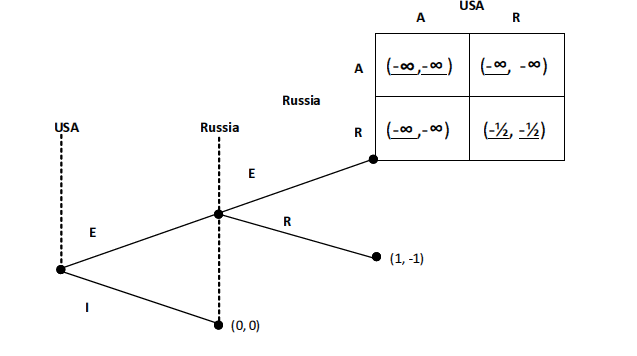 USA
A R
A (-∞,-∞) (-∞, -∞)
Russia
R (-∞,-∞) (-½, -½)
USA Russia
E
R
E
(1, -1)
I
(0, 0)